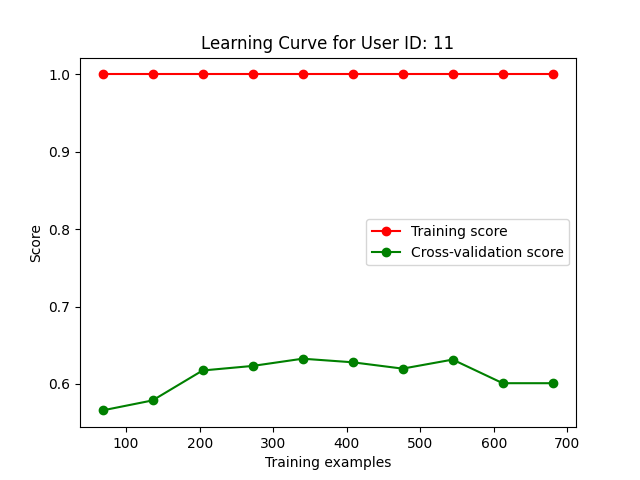 Learning Curve for User ID: 11
1.0
0.9
0.8
0.7
0.6
Score
Training score
Cross-validation score
100
200
300
400
500
600
700
Training examples